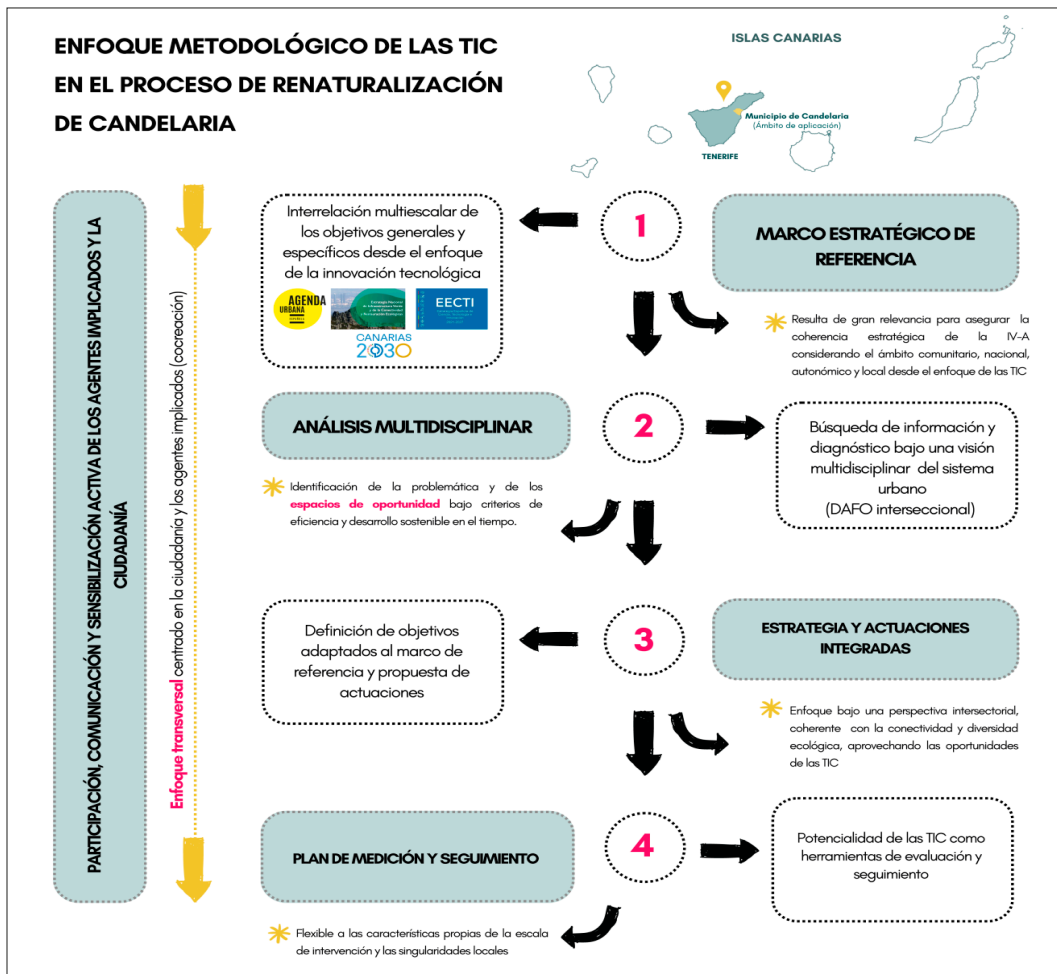 ENFOQUE METODOLÓGICO DE LAS TIC
EN EL PROCESO DE RENATURALIZACIÓN
DE CANDELARIA
ISLAS CANARIAS
Municipio de Candelaria
(Ámbito de aplicación)
TENERIFE
PARTICIPACIÓN, COMUNICACIÓN Y SENSIBILIZACIÓN ACTIVA DE LOS AGENTES IMPLICADOS Y LA
CIUDADANÍA
Enfoque transversal centrado en la ciudadanía y los agentes implicados (cocreación)
Interrelación multiescalar de
los objetivos generales y
específicos desde el enfoque
de la innovación tecnológica
AGENDA
URBANA
EECTI
CANARIAS
2030
1
MARCO ESTRATÉGICO DE
REFERENCIA
Resulta de gran relevancia para asegurar la
coherencia estratégica de la IV-A
considerando el ámbito comunitario, nacional,
autonómico y local desde el enfoque de las TIC
ANÁLISIS MULTIDISCIPLINAR
2
Búsqueda de información y
diagnóstico bajo una visión
multidisciplinar del sistema
urbano
(DAFO interseccional)
Identificación de la problemática y de los
espacios de oportunidad bajo criterios de
eficiencia y desarrollo sostenible en el tiempo.
Definición de objetivos
adaptados al marco de
referencia y propuesta de
actuaciones
3
ESTRATEGIA Y ACTUACIONES
INTEGRADAS
Enfoque bajo una perspectiva intersectorial,
coherente con la conectividad y diversidad
ecológica, aprovechando las oportunidades
de las TIC
PLAN DE MEDICIÓN Y SEGUIMIENTO
4
Potencialidad de las TIC como
herramientas de evaluación y
seguimiento
Flexible a las características propias de la escala
de intervención y las singularidades locales